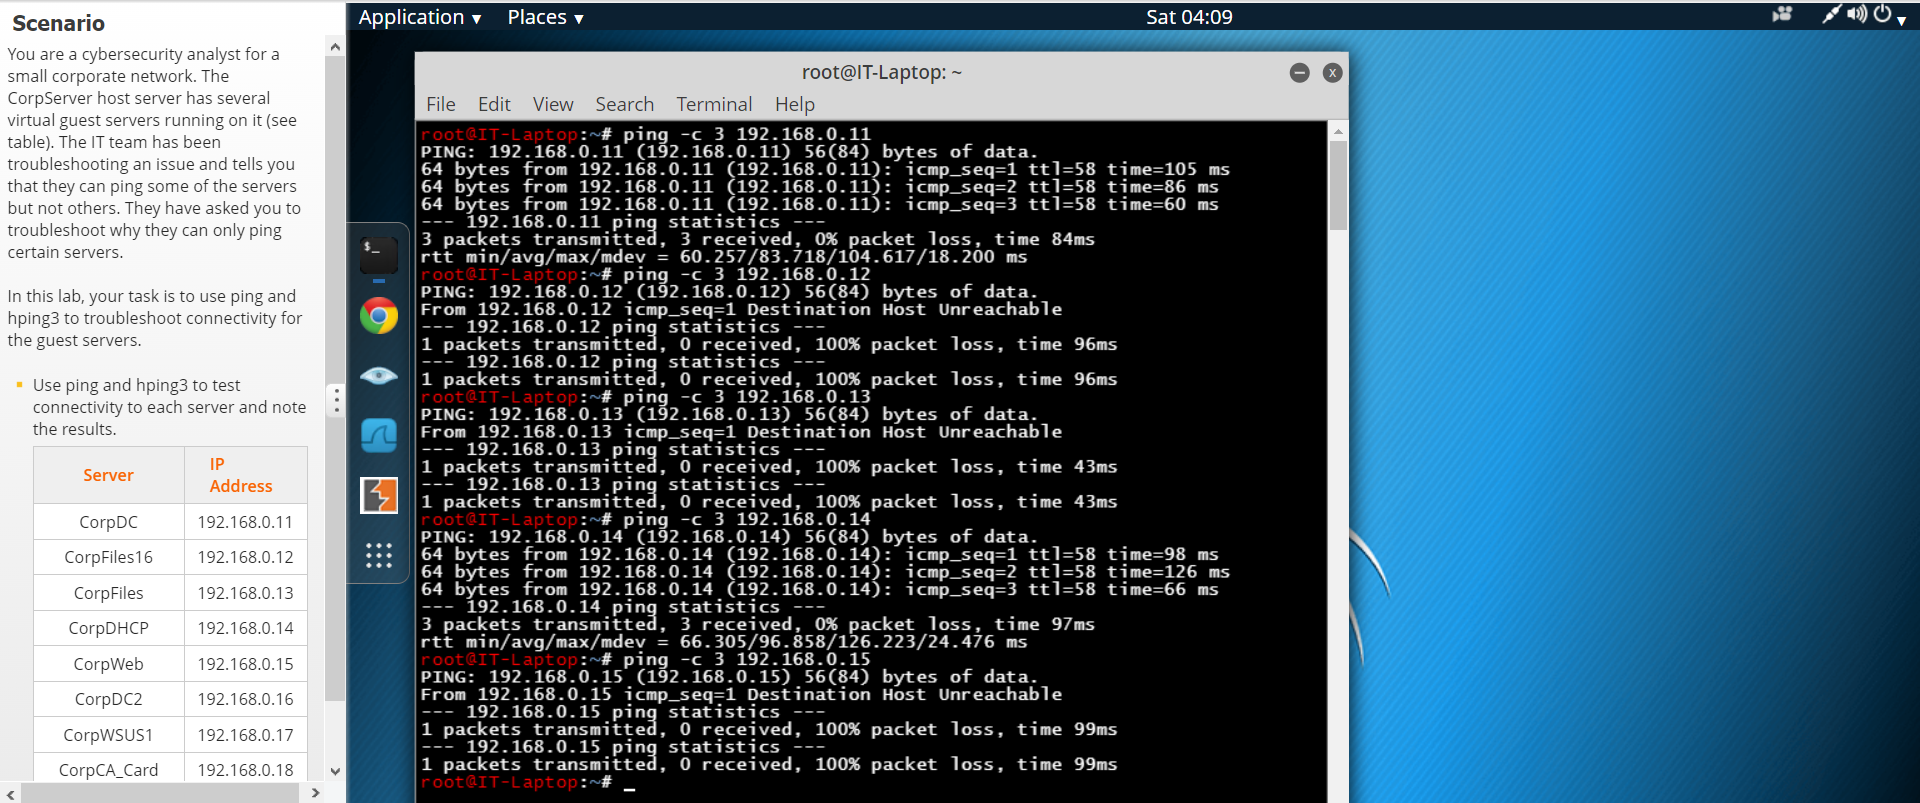 Scenario
You are a cybersecurity analyst for a
small corporate network. The
CorpServer host server has several
virtual guest servers running on it (see
table). The IT team has been
troubleshooting an issue and tells you
that they can ping some of the servers
but not others. They have asked you to
troubleshoot why they can only ping
certain servers.
In this lab, your task is to use ping and
hping3 to troubleshoot connectivity for
the guest servers.
Use ping and hping3 to test
connectivity to each server and note
the results.
Server IP Address
CorpDC 192.168.0.11
CorpFiles16 192.168.0.12
CorpFiles 192.168.0.13
CorpDHCP 192.168.0.14
CorpWeb 192.168.0.15
CorpDC2 192.168.0.16
CorpWSUS1 192.168.0.17
CorpCA_Card 192.168.0.18
Application ▾ Places ▾ Sat 04:09
root@IT-Laptop: ~
File Edit View Search Terminal Help
root@IT-Laptop:~# ping -c 3 192.168.0.11
PING: 192.168.0.11 (192.168.0.11) 56(84) bytes of data.
64 bytes from 192.168.0.11 (192.168.0.11): icmp_seq=1 ttl=58 time=105 ms
64 bytes from 192.168.0.11 (192.168.0.11): icmp_seq=2 ttl=58 time=86 ms
64 bytes from 192.168.0.11 (192.168.0.11): icmp_seq=3 ttl=58 time=60 ms
--- 192.168.0.11 ping statistics ---
3 packets transmitted, 3 received, 0% packet loss, time 84ms
rtt min/avg/max/mdev = 60.257/83.718/104.617/18.200 ms
root@IT-Laptop:~# ping -c 3 192.168.0.12
PING: 192.168.0.12 (192.168.0.12) 56(84) bytes of data.
From 192.168.0.12 icmp_seq=1 Destination Host Unreachable
--- 192.168.0.12 ping statistics ---
1 packets transmitted, 0 received, 100% packet loss, time 96ms
--- 192.168.0.12 ping statistics ---
1 packets transmitted, 0 received, 100% packet loss, time 96ms
root@IT-Laptop:~# ping -c 3 192.168.0.13
PING: 192.168.0.13 (192.168.0.13) 56(84) bytes of data.
From 192.168.0.13 icmp_seq=1 Destination Host Unreachable
--- 192.168.0.13 ping statistics ---
1 packets transmitted, 0 received, 100% packet loss, time 43ms
--- 192.168.0.13 ping statistics ---
1 packets transmitted, 0 received, 100% packet loss, time 43ms
root@IT-Laptop:~# ping -c 3 192.168.0.14
PING: 192.168.0.14 (192.168.0.14) 56(84) bytes of data.
64 bytes from 192.168.0.14 (192.168.0.14): icmp_seq=1 ttl=58 time=98 ms
64 bytes from 192.168.0.14 (192.168.0.14): icmp_seq=2 ttl=58 time=126 ms
64 bytes from 192.168.0.14 (192.168.0.14): icmp_seq=3 ttl=58 time=66 ms
--- 192.168.0.14 ping statistics ---
3 packets transmitted, 3 received, 0% packet loss, time 97ms
rtt min/avg/max/mdev = 66.305/96.858/126.223/24.476 ms
root@IT-Laptop:~# ping -c 3 192.168.0.15
PING: 192.168.0.15 (192.168.0.15) 56(84) bytes of data.
From 192.168.0.15 icmp_seq=1 Destination Host Unreachable
--- 192.168.0.15 ping statistics ---
1 packets transmitted, 0 received, 100% packet loss, time 99ms
--- 192.168.0.15 ping statistics ---
1 packets transmitted, 0 received, 100% packet loss, time 99ms
root@IT-Laptop:~# _